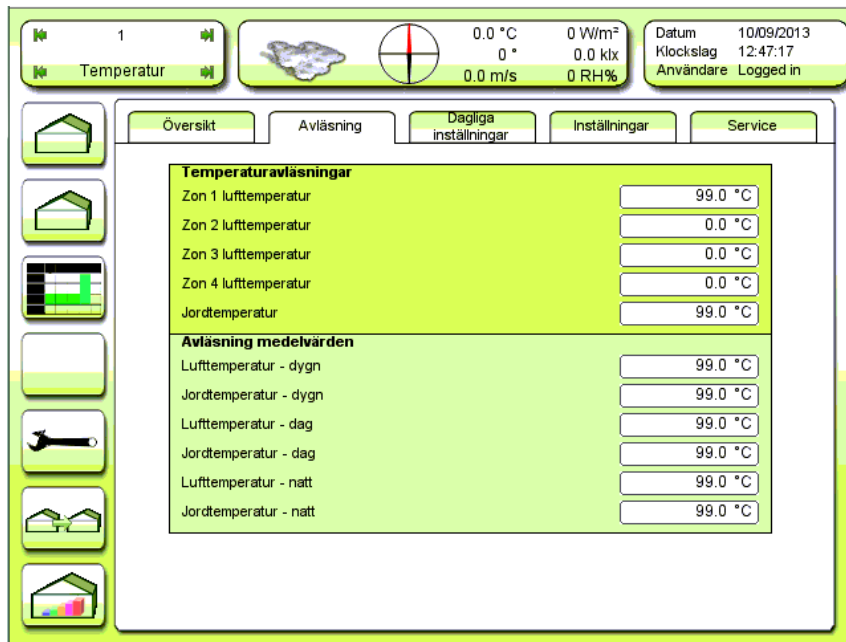 1
Temperatur
0.0 °C 0 W/m²
0 ° 0.0 klx
0.0 m/s 0 RH%
Datum 10/09/2013
Klockslag 12:47:17
Användare Logged in
Översikt
Avläsning
Dagliga
inställningar
Inställningar
Service
Temperaturavläsningar
Zon 1 lufttemperatur 99.0 °C
Zon 2 lufttemperatur 0.0 °C
Zon 3 lufttemperatur 0.0 °C
Zon 4 lufttemperatur 0.0 °C
Jordtemperatur 99.0 °C
Avläsning medelvärden
Lufttemperatur - dygn 99.0 °C
Jordtemperatur - dygn 99.0 °C
Lufttemperatur - dag 99.0 °C
Jordtemperatur - dag 99.0 °C
Lufttemperatur - natt 99.0 °C
Jordtemperatur - natt 99.0 °C